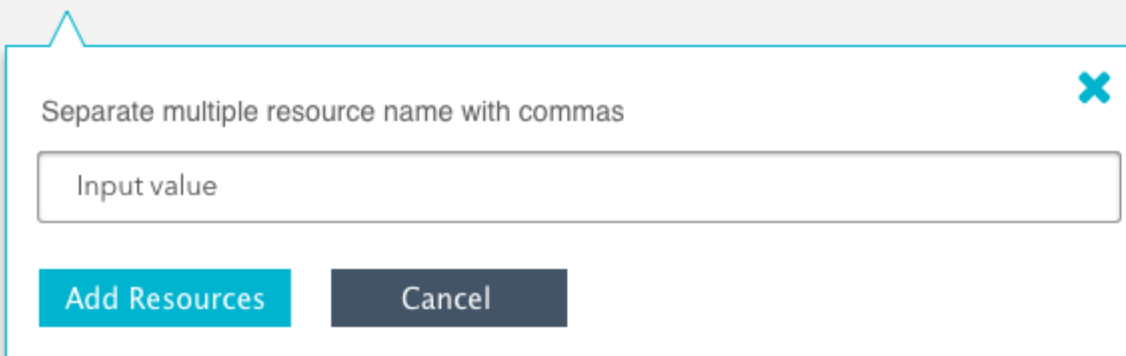 Separate multiple resource name with commas
Input value
Add Resources
Cancel